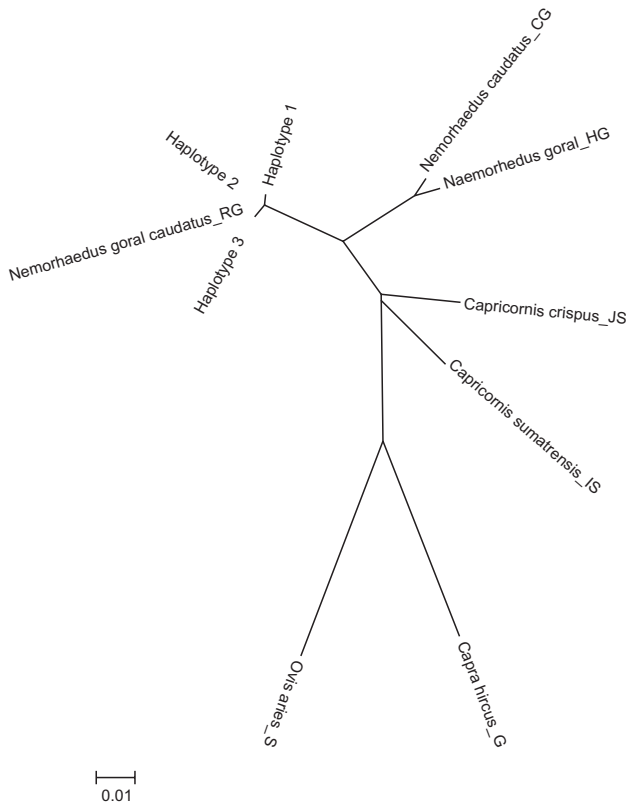 Nemorhaedus caudatus_CG
Haplotype 1
Haplotype 2
Naemorhedus goral_HG
Nemorhaedus goral caudatus_RG
Haplotype 3
Capricornis crispus_JS
Capricornis sumatrensis_IS
Ovis aries_S
Capra hircus_G
0.01